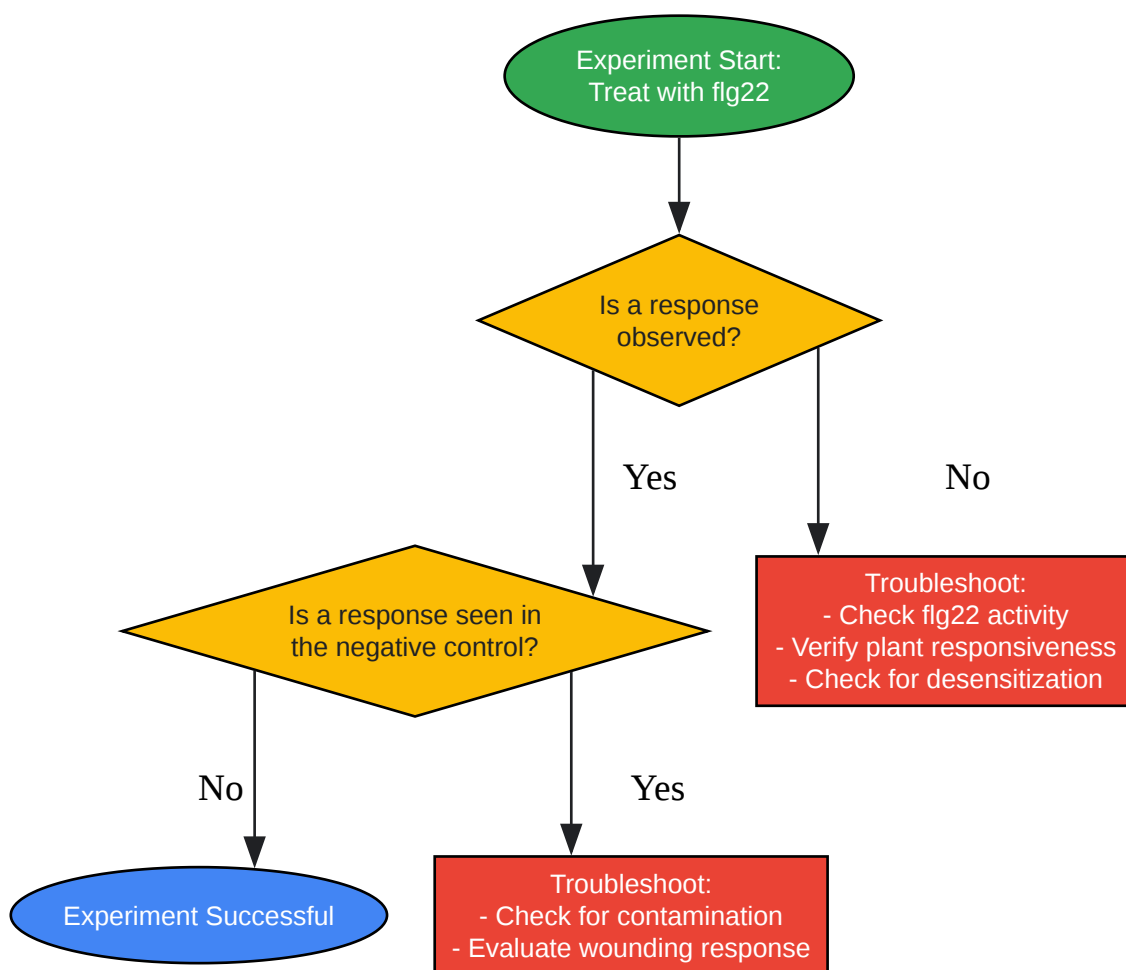 Experiment Start:
Treat with flg22
Is a response
observed?
Yes
No
Is a response seen in
the negative control?
Troubleshoot:
- Check flg22 activity
- Verify plant responsiveness
- Check for desensitization
No
Yes
Experiment Successful
Troubleshoot:
- Check for contamination
- Evaluate wounding response